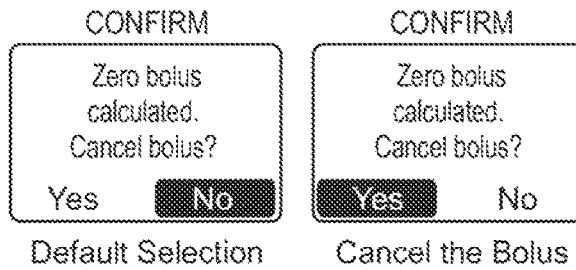 CONFIRM
Zero bolus
calculated.
Cancel bolus?
Yes No
Default Selection
CONFIRM
Zero bolus
calculated.
Cancel bolus?
Yes No
Cancel the Bolus